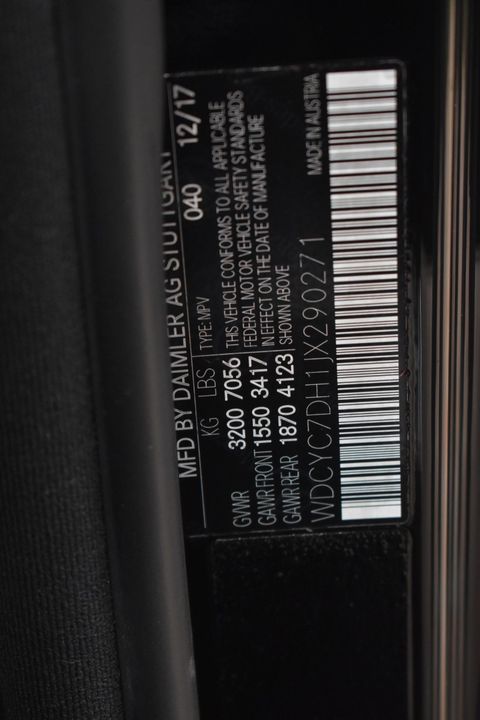 MFD BY DAIMLER AG STUTTGART
040 12/17
KG LBS TYPE: MPV
GVWR 3200 7056 THIS VEHICLE CONFORMS TO ALL APPLICABLE
GAWR FRONT 1550 3417 FEDERAL MOTOR VEHICLE SAFETY STANDARDS
IN EFFECT ON THE DATE OF MANUFACTURE
GAWR REAR 1870 4123 SHOWN ABOVE
WDCYC7DH1JX290271 MADE IN AUSTRIA